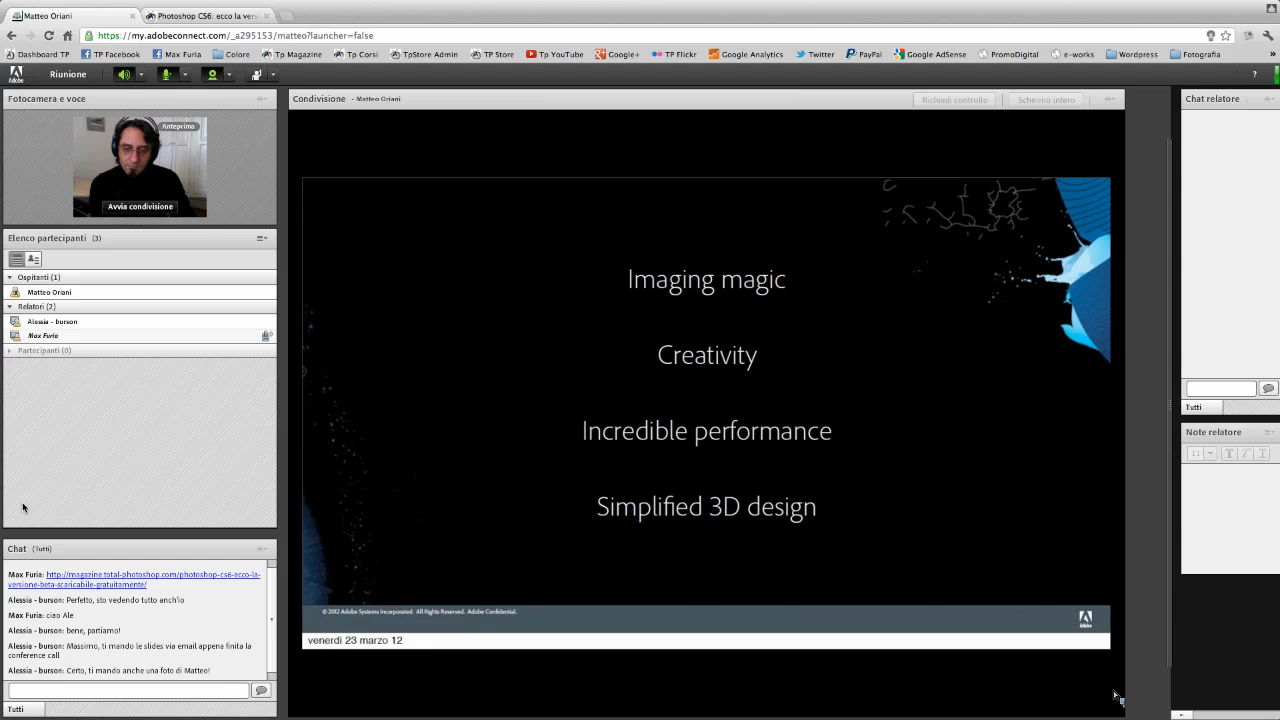 Matteo Oriani
Photoshop CS6: ecco la vers
https://my.adobeconnect.com/_a295153/matteo?launcher=false
Dashboard TP
TP Facebook
Max Furia
Colore
Tp Magazine
Tp Corsi
TpStore Admin
TP Store
Tp YouTube
Google+
TP Flickr
Google Analytics
Twitter
PayPal
Google AdSense
PromoDigital
e-works
Wordpress
Fotografia
»
Adobe
Riunione
?
Fotocamera e voce
Anteprima
Avvia condivisione
Elenco partecipanti (3)
Ospitanti (1)
Matteo Oriani
Relatori (2)
Alessia - burson
Max Furia
Partecipanti (0)
Chat (Tutti)
Max Furia: http://magazine.total-photoshop.com/photoshop-cs6-ecco-la-
versione-beta-scaricabile-gratuitamente/
Alessia - burson: Perfetto, sto vedendo tutto anch'io
Max Furia: ciao Ale
Alessia - burson: bene, partiamo!
Alessia - burson: Massimo, ti mando le slides via email appena finita la
conference call
Alessia - burson: Certo, ti mando anche una foto di Matteo!
Tutti
Condivisione - Matteo Oriani
Richiedi controllo
Schermo intero
Imaging magic
Creativity
Incredible performance
Simplified 3D design
© 2012 Adobe Systems Incorporated. All Rights Reserved. Adobe Confidential.
Adobe
venerdì 23 marzo 12
Chat relatore
Tutti
Note relatore
11
T
T
T